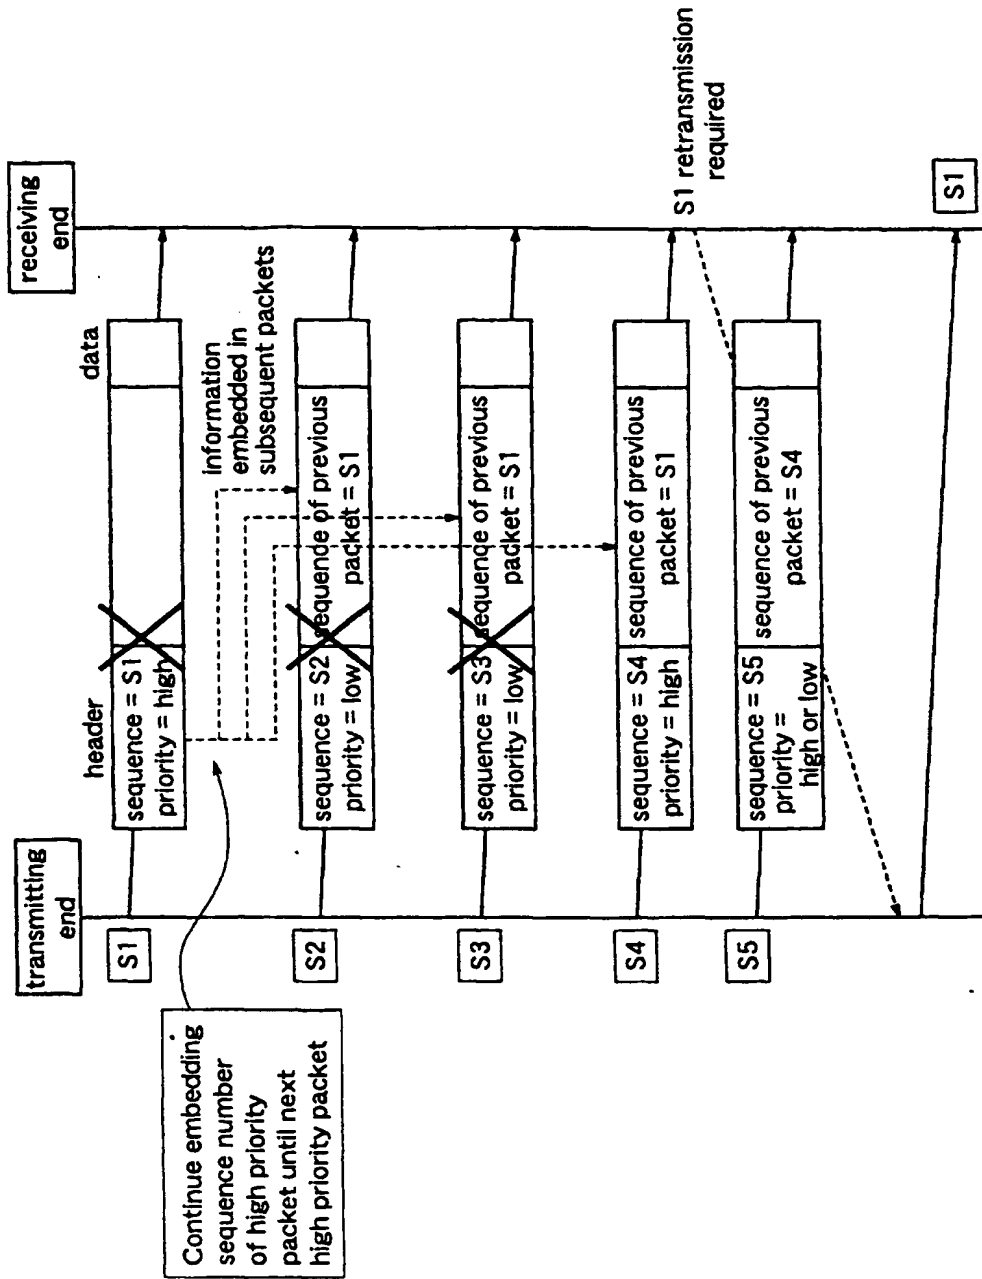 transmitting
end
receiving
end
header
data
S1
sequence = S1
priority = high
Continue embedding
sequence number
of high priority
packet until next
high priority packet
information
embedded in
subsequent packets
S2
sequence = S2
priority = low
sequence of previous
packet = S1
S3
sequence = S3
priority = low
sequence of previous
packet = S1
S4
sequence = S4
priority = high
sequence of previous
packet = S1
S1 retransmission
required
S5
sequence = S5
priority =
high or low
sequence of previous
packet = S4
S1